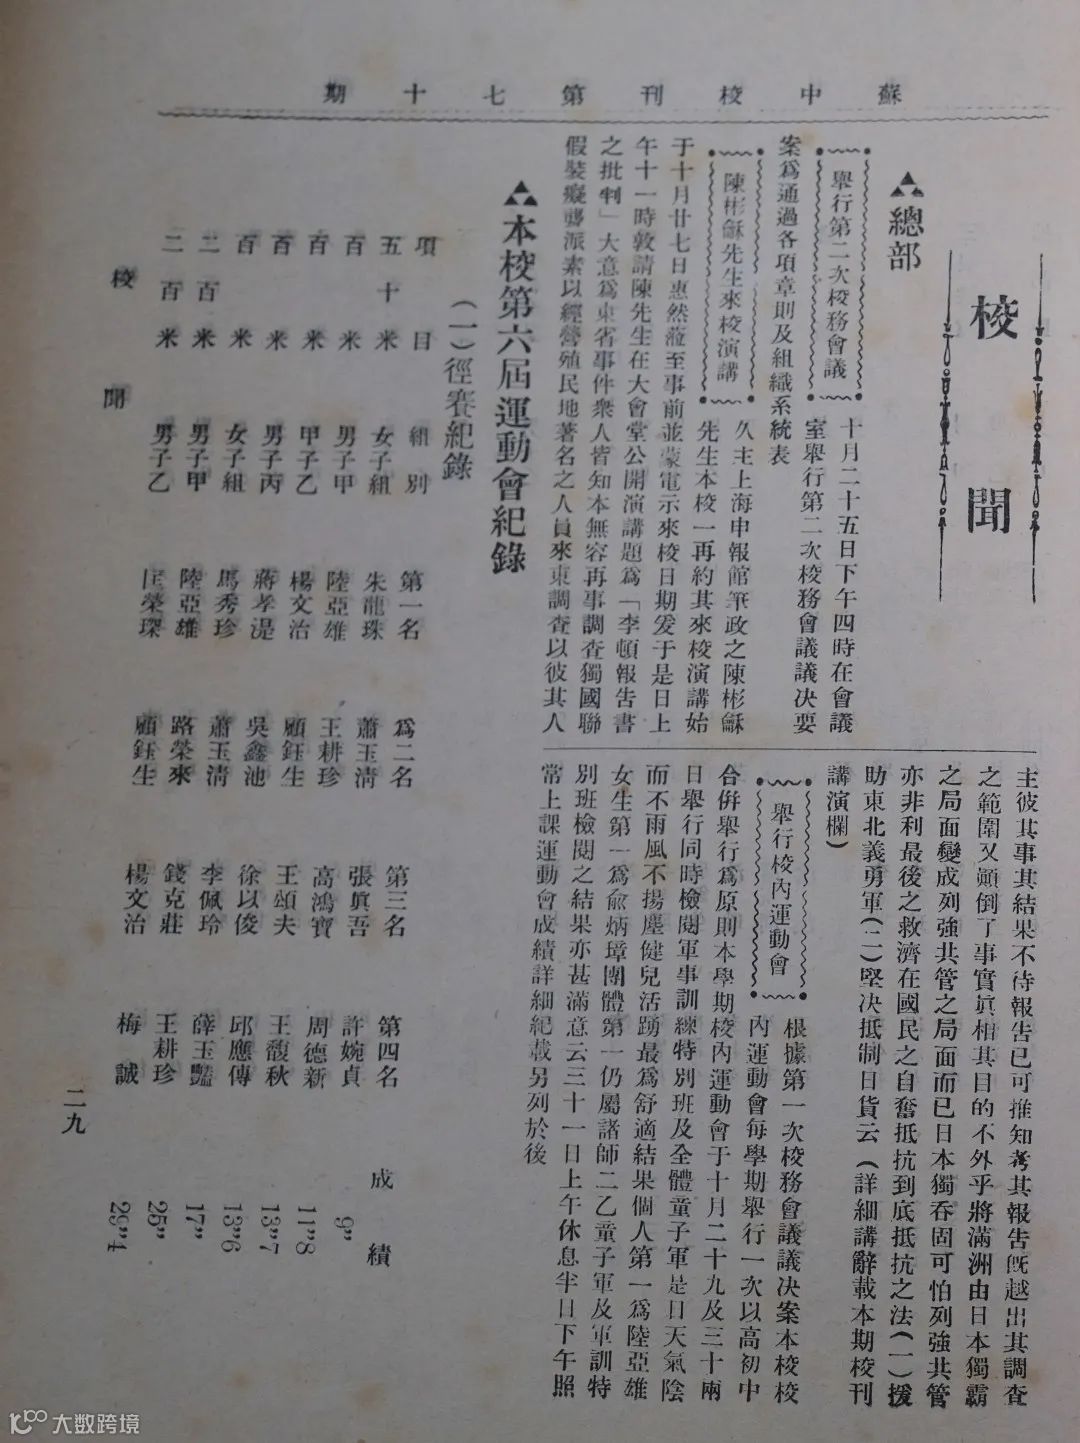 蘇中校刊第七十期
校聞
總部
舉行第二次校務會議
十月二十五日下午四時在會議
室舉行第二次校務會議議決要
案爲通過各項章則及組織系統表
陳彬龢先生來校演講
久主上海申報館筆政之陳彬龢
先生本校一再約其來校演講始
于十月廿七日惠然蒞至事前並蒙電示來校日期爰于是日上
午十一時敦請陳先生在大會堂公開演講題爲「李頓報告書
之批判」大意爲東省事件衆人皆知本無容再事調查獨國聯
假裝癡聾派素以經營殖民地著名之人員來東調查以彼其人
主彼其事其結果不待報告已可推知考其報告旣越出其調查
之範圍又顚倒了事實眞相其目的不外乎將滿洲由日本獨霸
之局面變成列強共管之局面而已日本獨吞固可怕列強共管
亦非利最後之救濟在國民之自奮抵抗到底抵抗之法(一)援
助東北義勇軍(二)堅決抵制日貨云(詳細講辭載本期校刊
講演欄)
舉行校內運動會
根據第一次校務會議議決案本校校
內運動會每學期舉行一次以高初中
合倂舉行爲原則本學期校內運動會于十月二十九及三十兩
日舉行同時檢閱軍事訓練特別班及全體童子軍是日天氣陰
而不雨風不揚塵健兒活踴最爲舒適結果個人第一爲陸亞雄
女生第一爲俞炳璋團體第一仍屬諸師二乙童子軍及軍訓特
別班檢閱之結果亦甚滿意云三十一日上午休息半日下午照
常上課運動會成績詳細紀載另列於後
本校第六屆運動會紀錄
(一)徑賽紀錄
項目 組別 第一名 爲二名 第三名 第四名 成績
五十米 女子組 朱龍珠 蕭玉淸 張眞吾 許婉貞 9”
百米 男子甲 陸亞雄 王耕珍 高鴻寶 周德新 11”8
百米 甲子乙 楊文治 顧鈺生 王頌夫 王馥秋 13”7
百米 男子丙 蔣孝湜 吳鑫池 徐以俊 邱應傳 13”6
百米 女子組 馬秀珍 蕭玉淸 李佩玲 薛玉豔 17”
二百米 男子甲 陸亞雄 路榮來 錢克莊 王耕珍 25”
二百米 男子乙 匡榮琛 顧鈺生 楊文治 梅誠 29”4
校聞
二九
大数跨境